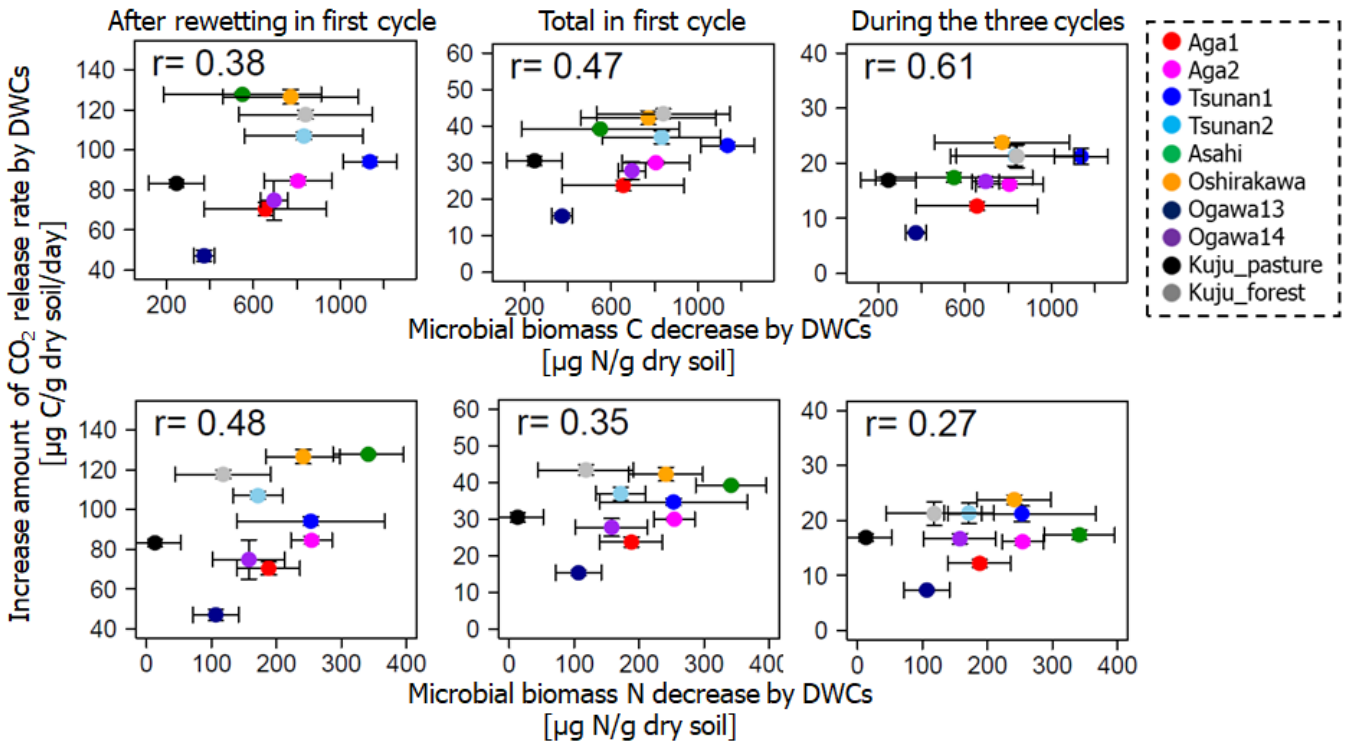 After rewetting in first cycle
Total in first cycle
During the three cycles
r= 0.38
r= 0.47
r= 0.61
140
120
100
80
60
40
60
50
40
30
20
10
0
40
30
20
10
0
200 600 1000
200 600 1000
200 600 1000
Microbial biomass C decrease by DWCs
[µg N/g dry soil]
Aga1
Aga2
Tsunan1
Tsunan2
Asahi
Oshirakawa
Ogawa13
Ogawa14
Kuju_pasture
Kuju_forest
Increase amount of CO2 release rate by DWCs
[µg C/g dry soil/day]
r= 0.48
r= 0.35
r= 0.27
140
120
100
80
60
40
60
50
40
30
20
10
0
40
30
20
10
0
0 100 200 300 400
0 100 200 300 400
0 100 200 300 400
Microbial biomass N decrease by DWCs
[µg N/g dry soil]